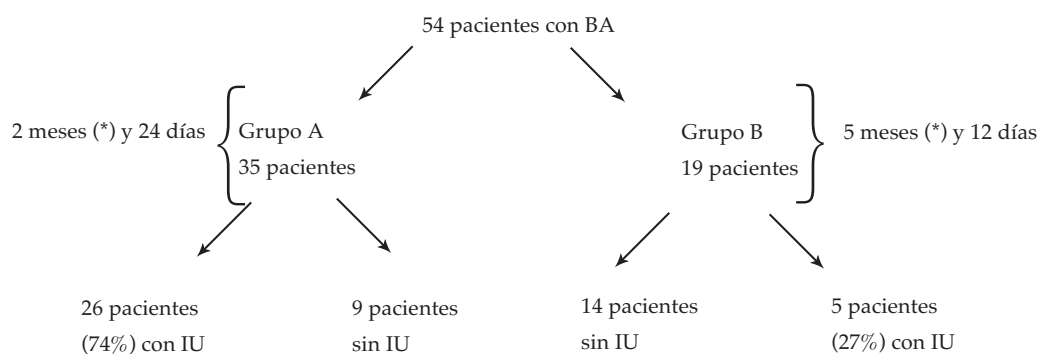 54 pacientes con BA
2 meses (*) y 24 días
Grupo A
35 pacientes
Grupo B
19 pacientes
5 meses (*) y 12 días
26 pacientes
(74%) con IU
9 pacientes
sin IU
14 pacientes
sin IU
5 pacientes
(27%) con IU